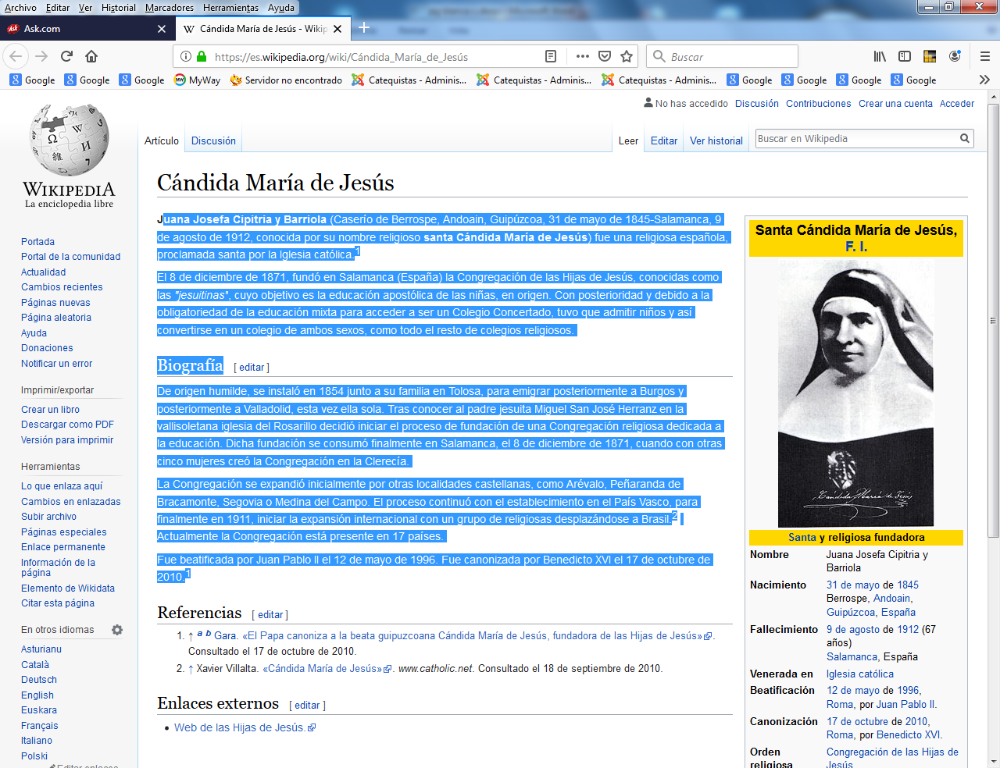 Archivo Editar Ver Historial Marcadores Herramientas Ayuda
Ask.com
Cándida María de Jesús - Wikip
https://es.wikipedia.org/wiki/Cándida_María_de_Jesús
Buscar
Google Google Google MyWay Servidor no encontrado Catequistas - Adminis... Catequistas - Adminis... Catequistas - Adminis... Google Google Google Google
No has accedido Discusión Contribuciones Crear una cuenta Acceder
Artículo Discusión Leer Editar Ver historial Buscar en Wikipedia
WIKIPEDIA
La enciclopedia libre
Portada
Portal de la comunidad
Actualidad
Cambios recientes
Páginas nuevas
Página aleatoria
Ayuda
Donaciones
Notificar un error
Imprimir/exportar
Crear un libro
Descargar como PDF
Versión para imprimir
Herramientas
Lo que enlaza aquí
Cambios en enlazadas
Subir archivo
Páginas especiales
Enlace permanente
Información de la
página
Elemento de Wikidata
Citar esta página
En otros idiomas
Asturianu
Català
Deutsch
English
Euskara
Français
Italiano
Polski
Editar enlaces
Cándida María de Jesús
Juana Josefa Cipitria y Barriola (Caserío de Berrospe, Andoain, Guipúzcoa, 31 de mayo de 1845-Salamanca, 9
de agosto de 1912, conocida por su nombre religioso santa Cándida María de Jesús) fue una religiosa española,
proclamada santa por la Iglesia católica.1
El 8 de diciembre de 1871, fundó en Salamanca (España) la Congregación de las Hijas de Jesús, conocidas como
las "jesuitinas", cuyo objetivo es la educación apostólica de las niñas, en origen. Con posterioridad y debido a la
obligatoriedad de la educación mixta para acceder a ser un Colegio Concertado, tuvo que admitir niños y así
convertirse en un colegio de ambos sexos, como todo el resto de colegios religiosos.
Biografía [ editar ]
De origen humilde, se instaló en 1854 junto a su familia en Tolosa, para emigrar posteriormente a Burgos y
posteriormente a Valladolid, esta vez ella sola. Tras conocer al padre jesuita Miguel San José Herranz en la
vallisoletana iglesia del Rosarillo decidió iniciar el proceso de fundación de una Congregación religiosa dedicada a
la educación. Dicha fundación se consumó finalmente en Salamanca, el 8 de diciembre de 1871, cuando con otras
cinco mujeres creó la Congregación en la Clerecía.
La Congregación se expandió inicialmente por otras localidades castellanas, como Arévalo, Peñaranda de
Bracamonte, Segovia o Medina del Campo. El proceso continuó con el establecimiento en el País Vasco, para
finalmente en 1911, iniciar la expansión internacional con un grupo de religiosas desplazándose a Brasil.2
Actualmente la Congregación está presente en 17 países.
Fue beatificada por Juan Pablo II el 12 de mayo de 1996. Fue canonizada por Benedicto XVI el 17 de octubre de
2010.1
Referencias [ editar ]
1. ↑ a b Gara. «El Papa canoniza a la beata guipuzcoana Cándida María de Jesús, fundadora de las Hijas de Jesús».
Consultado el 17 de octubre de 2010.
2. ↑ Xavier Villalta. «Cándida María de Jesús». www.catholic.net. Consultado el 18 de septiembre de 2010.
Enlaces externos [ editar ]
• Web de las Hijas de Jesús.
Santa Cándida María de Jesús,
F. I.
Candida María de Jesús
Santa y religiosa fundadora
Nombre Juana Josefa Cipitria y
Barriola
Nacimiento 31 de mayo de 1845
Berrospe, Andoain,
Guipúzcoa, España
Fallecimiento 9 de agosto de 1912 (67
años)
Salamanca, España
Venerada en Iglesia católica
Beatificación 12 de mayo de 1996,
Roma, por Juan Pablo II.
Canonización 17 de octubre de 2010,
Roma, por Benedicto XVI.
Orden Congregación de las Hijas de
religiosa Jesús